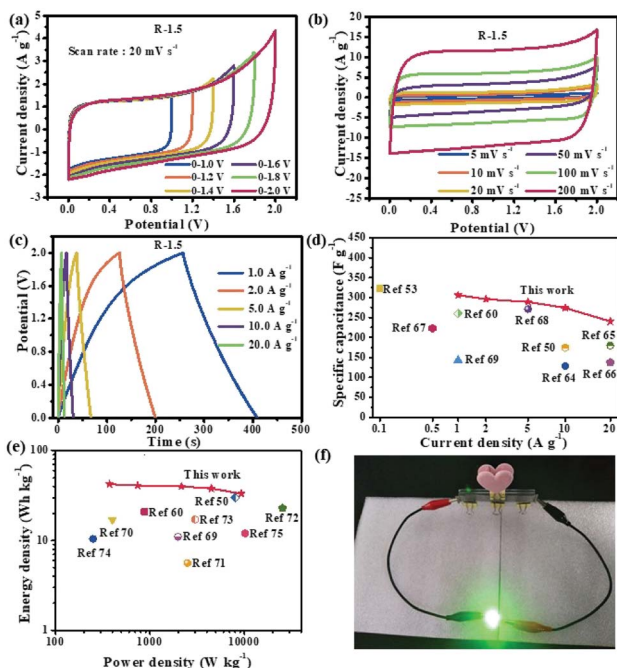 (a)
R-1.5
Scan rate : 20 mV s-1
Current density (A g-1)
5
4
3
2
1
0
-1
-2
-3
0-1.0 V
0-1.2 V
0-1.4 V
0-1.6 V
0-1.8 V
0-2.0 V
0.0 0.4 0.8 1.2 1.6 2.0
Potential (V)
(b)
R-1.5
Current density (A g-1)
20
15
10
5
0
-5
-10
-15
-20
-25
5 mV s-1
10 mV s-1
20 mV s-1
50 mV s-1
100 mV s-1
200 mV s-1
0.0 0.4 0.8 1.2 1.6 2.0
Potential (V)
(c)
R-1.5
Potential (V)
2.0
1.6
1.2
0.8
0.4
0.0
1.0 A g-1
2.0 A g-1
5.0 A g-1
10.0 A g-1
20.0 A g-1
0 100 200 300 400 500
Time (s)
(d)
Specific capacitance (F g-1)
400
350
300
250
200
150
100
50
0
Ref 53
This work
Ref 60
Ref 68
Ref 65
Ref 67
Ref 50
Ref 69
Ref 64
Ref 66
0.1 0.5 1 2 5 10 20
Current density (A g-1)
(e)
Energy density (Wh kg-1)
100
10
1
This work
Ref 50
Ref 60
Ref 73
Ref 72
Ref 70
Ref 69
Ref 75
Ref 74
Ref 71
100 1000 10000
Power density (W kg-1)
(f)